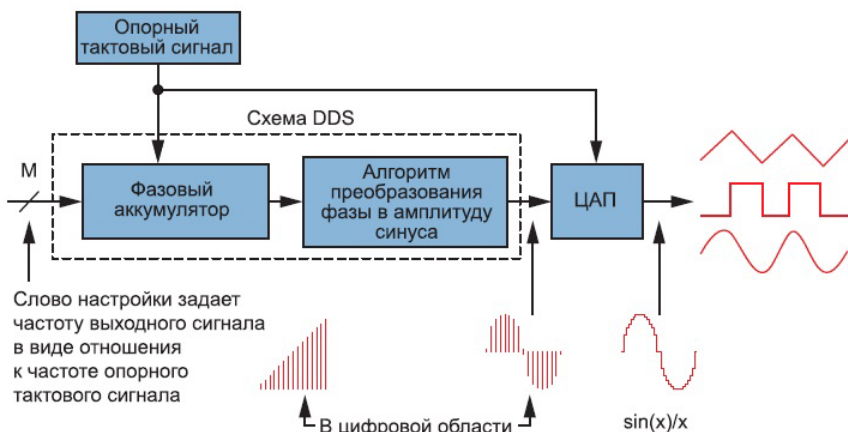 Опорный
тактовый сигнал
Схема DDS
M
Фазовый
аккумулятор
Алгоритм
преобразования
фазы в амплитуду
синуса
ЦАП
Слово настройки задает
частоту выходного сигнала
в виде отношения
к частоте опорного
тактового сигнала
В цифровой области
sin(x)/x